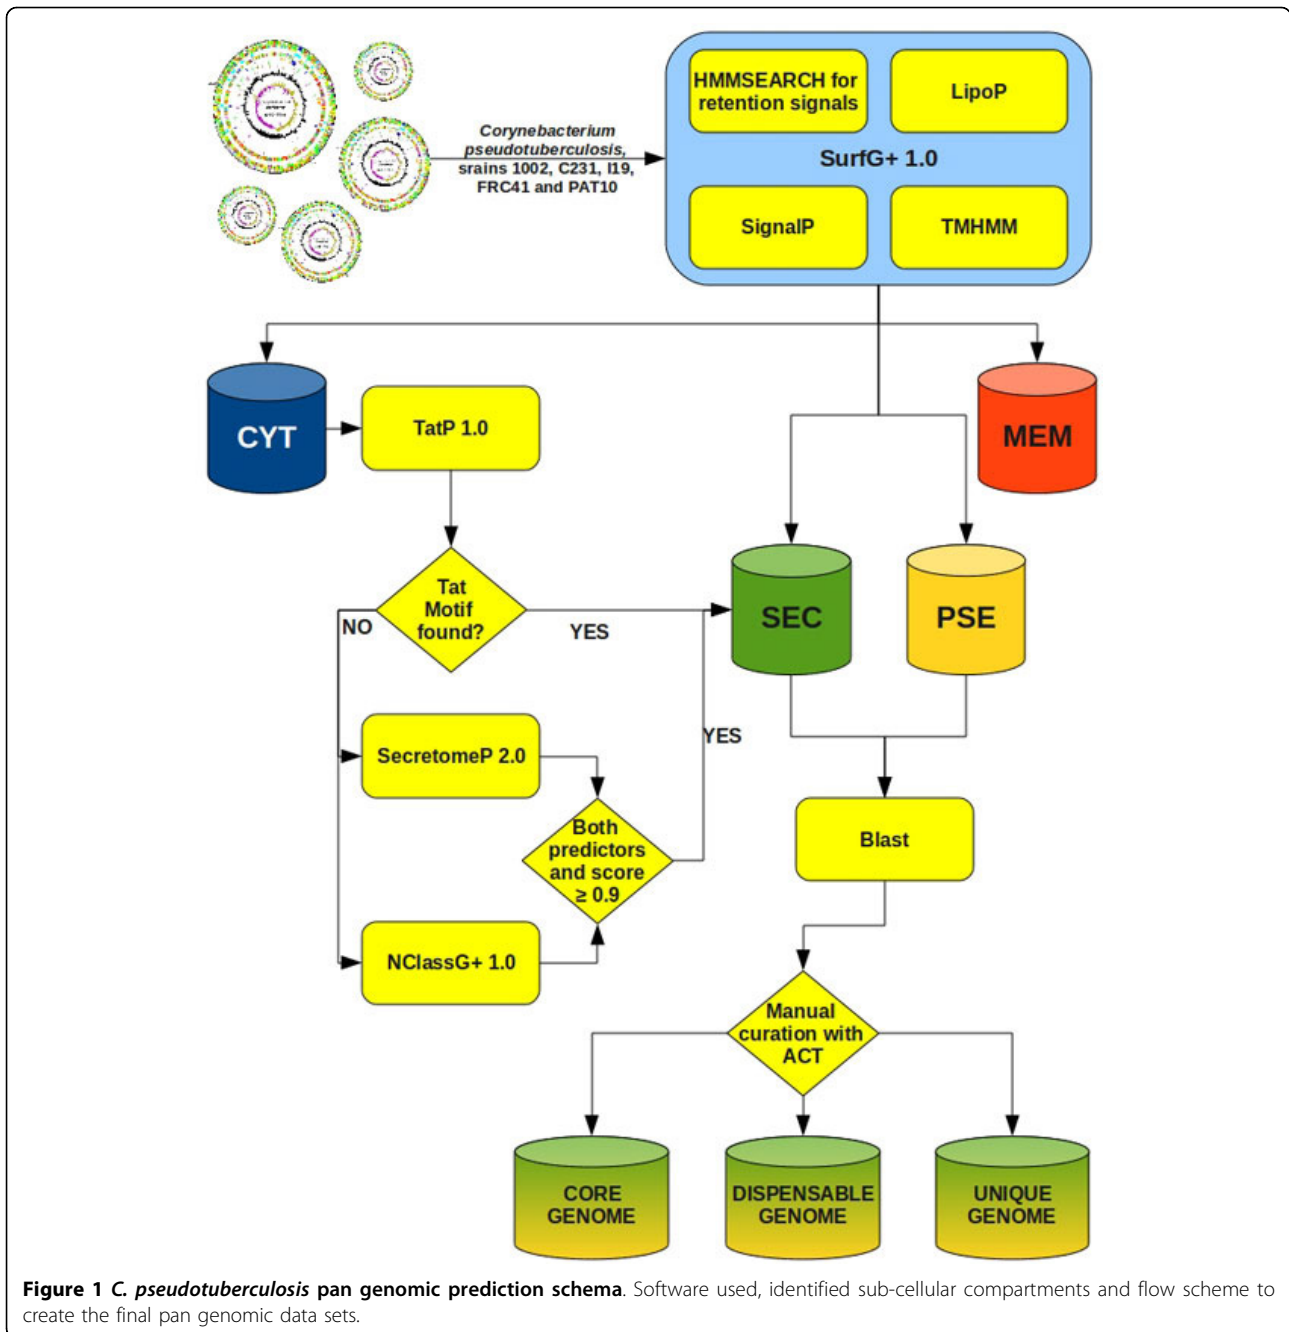 Corynebacterium
pseudotuberculosis,
srains 1002, C231, I19,
FRC41 and PAT10
HMMSEARCH for
retention signals
LipoP
SurfG+ 1.0
SignalP
TMHMM
CYT
TatP 1.0
MEM
Tat
Motif
found?
NO
YES
SEC
PSE
SecretomeP 2.0
YES
Both
predictors
and score
≥ 0.9
Blast
NClassG+ 1.0
Manual
curation with
ACT
CORE
GENOME
DISPENSABLE
GENOME
UNIQUE
GENOME
Figure 1 C. pseudotuberculosis pan genomic prediction schema. Software used, identified sub-cellular compartments and flow scheme to
create the final pan genomic data sets.